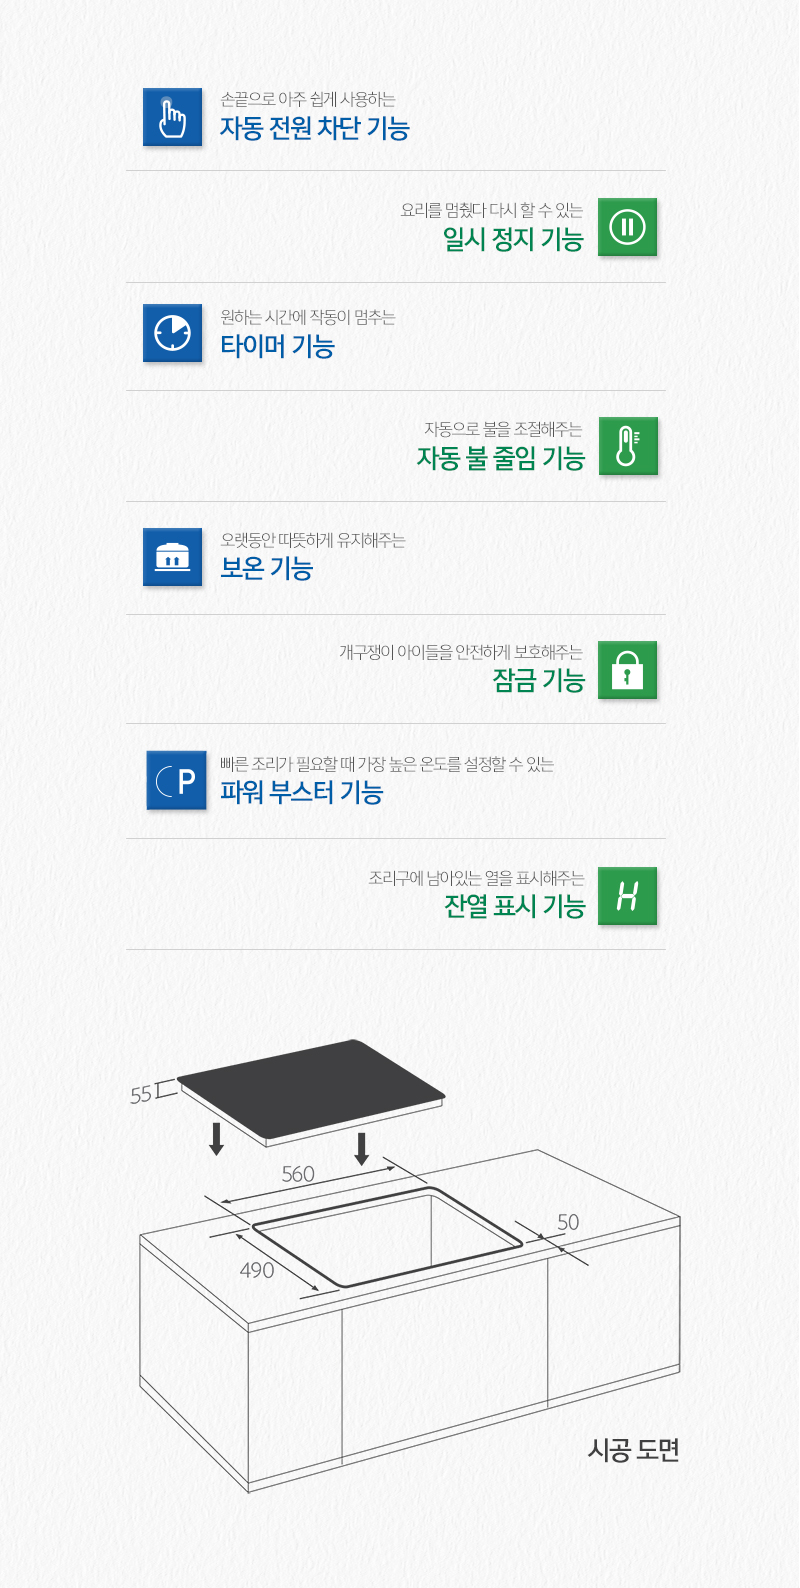 손끝으로 아주 쉽게 사용하는
자동 전원 차단 기능
요리를 멈췄다 다시 할 수 있는
일시 정지 기능
원하는 시간에 작동이 멈추는
타이머 기능
자동으로 불을 조절해주는
자동 불 줄임 기능
오랫동안 따뜻하게 유지해주는
보온 기능
개구쟁이 아이들을 안전하게 보호해주는
잠금 기능
P
빠른 조리가 필요할 때 가장 높은 온도를 설정할 수 있는
파워 부스터 기능
조리구에 남아있는 열을 표시해주는
잔열 표시 기능
H
55
560
50
490
시공 도면